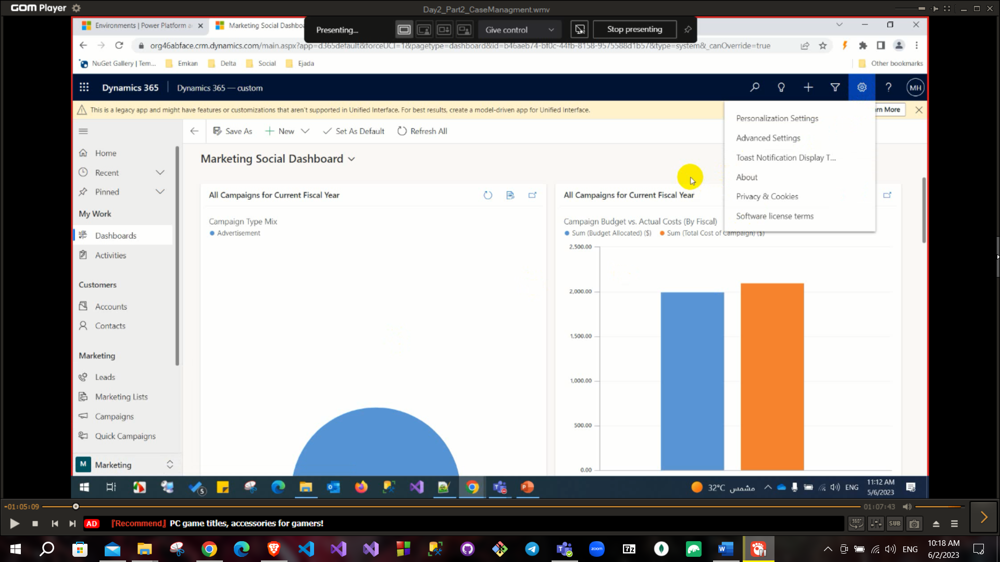 GOM Player
Day2_Part2_CaseManagment.wmv
Environments | Power Platform a
Marketing Social Dashbo
Presenting...
Give control
Stop presenting
org46abface.crm.dynamics.com/main.aspx?app=d365default&forceUCI=1&pagetype=dashboard&id=b46aeb74-bf0c-44fb-8158-9575588d1b57&type=system&_canOverride=true
NuGet Gallery | Tem...
Emkan
Delta
Social
Ejada
Other bookmarks
Dynamics 365
Dynamics 365 — custom
MH
This is a legacy app and might have features or customizations that aren't supported in Unified Interface. For best results, create a model-driven app for Unified Interface.
rn More
Personalization Settings
Advanced Settings
Toast Notification Display T...
About
Privacy & Cookies
Software license terms
Save As
New
Set As Default
Refresh All
Home
Recent
Pinned
My Work
Dashboards
Activities
Customers
Accounts
Contacts
Marketing
Leads
Marketing Lists
Campaigns
Quick Campaigns
M
Marketing
Marketing Social Dashboard
All Campaigns for Current Fiscal Year
Campaign Type Mix
Advertisement
All Campaigns for Current Fiscal Year
Campaign Budget vs. Actual Costs (By Fiscal)
Sum (Budget Allocated) ($)
Sum (Total Cost of Campaign) ($)
2,500.00
2,000.00
1,500.00
1,000.00
500.00
0.00
5
32°C
مشمس
ENG
11:12 AM
5/6/2023
-01:05:09
01:07:43
AD
『Recommend』 PC game titles, accessories for gamers!
360°
SUB
zoom
7z
W
ENG
10:18 AM
6/2/2023